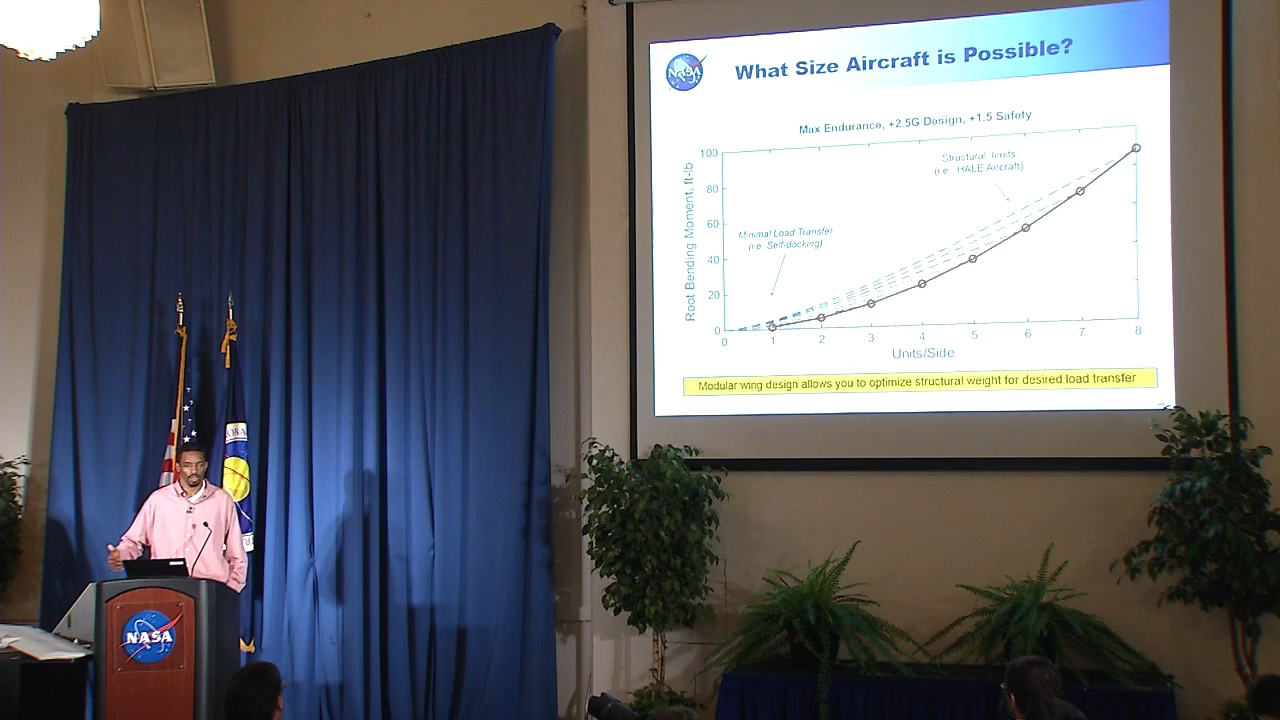 NASA
What Size Aircraft is Possible?
Max Endurance, +2.5G Design, +1.5 Safety
Root Bending Moment, ft-lb
100
80
60
40
20
0
Structural limits
(i.e. HALE Aircraft)
Minimal Load Transfer
(i.e. Self-docking)
0 1 2 3 4 5 6 7 8
Units/Side
Modular wing design allows you to optimize structural weight for desired load transfer
NASA